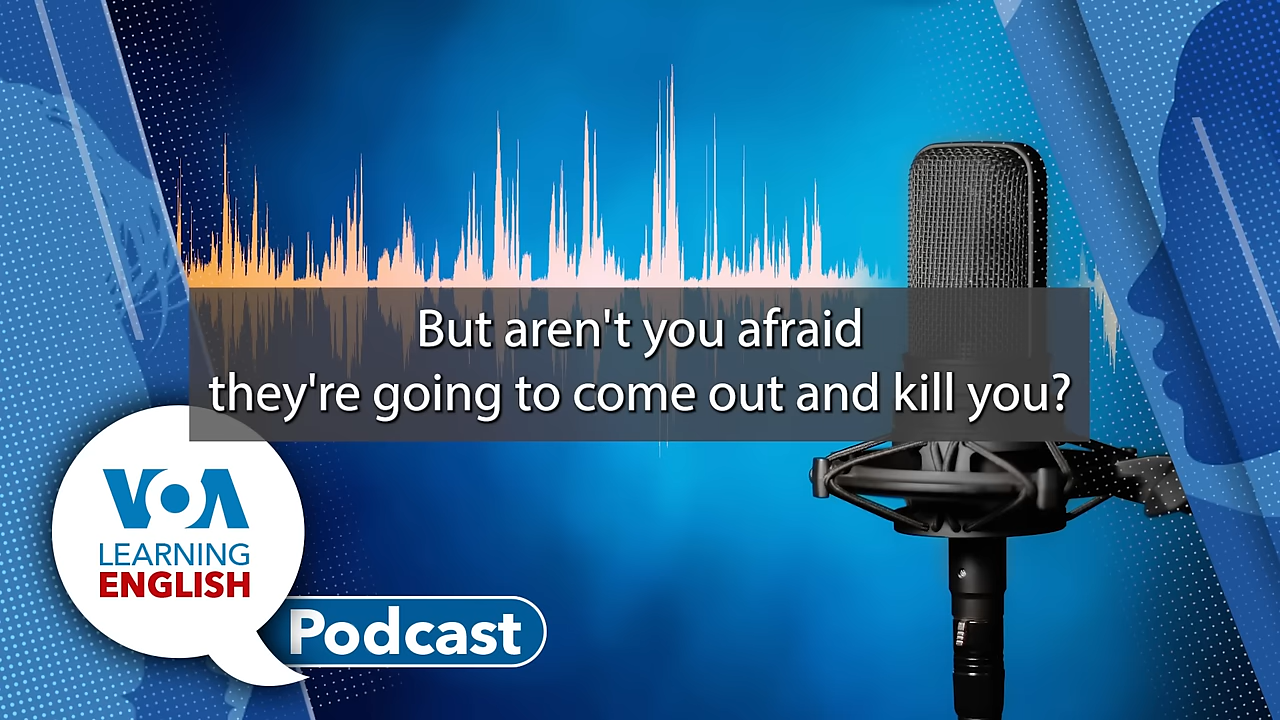 But aren't you afraid
they're going to come out and kill you?
VOA
LEARNING
ENGLISH
Podcast